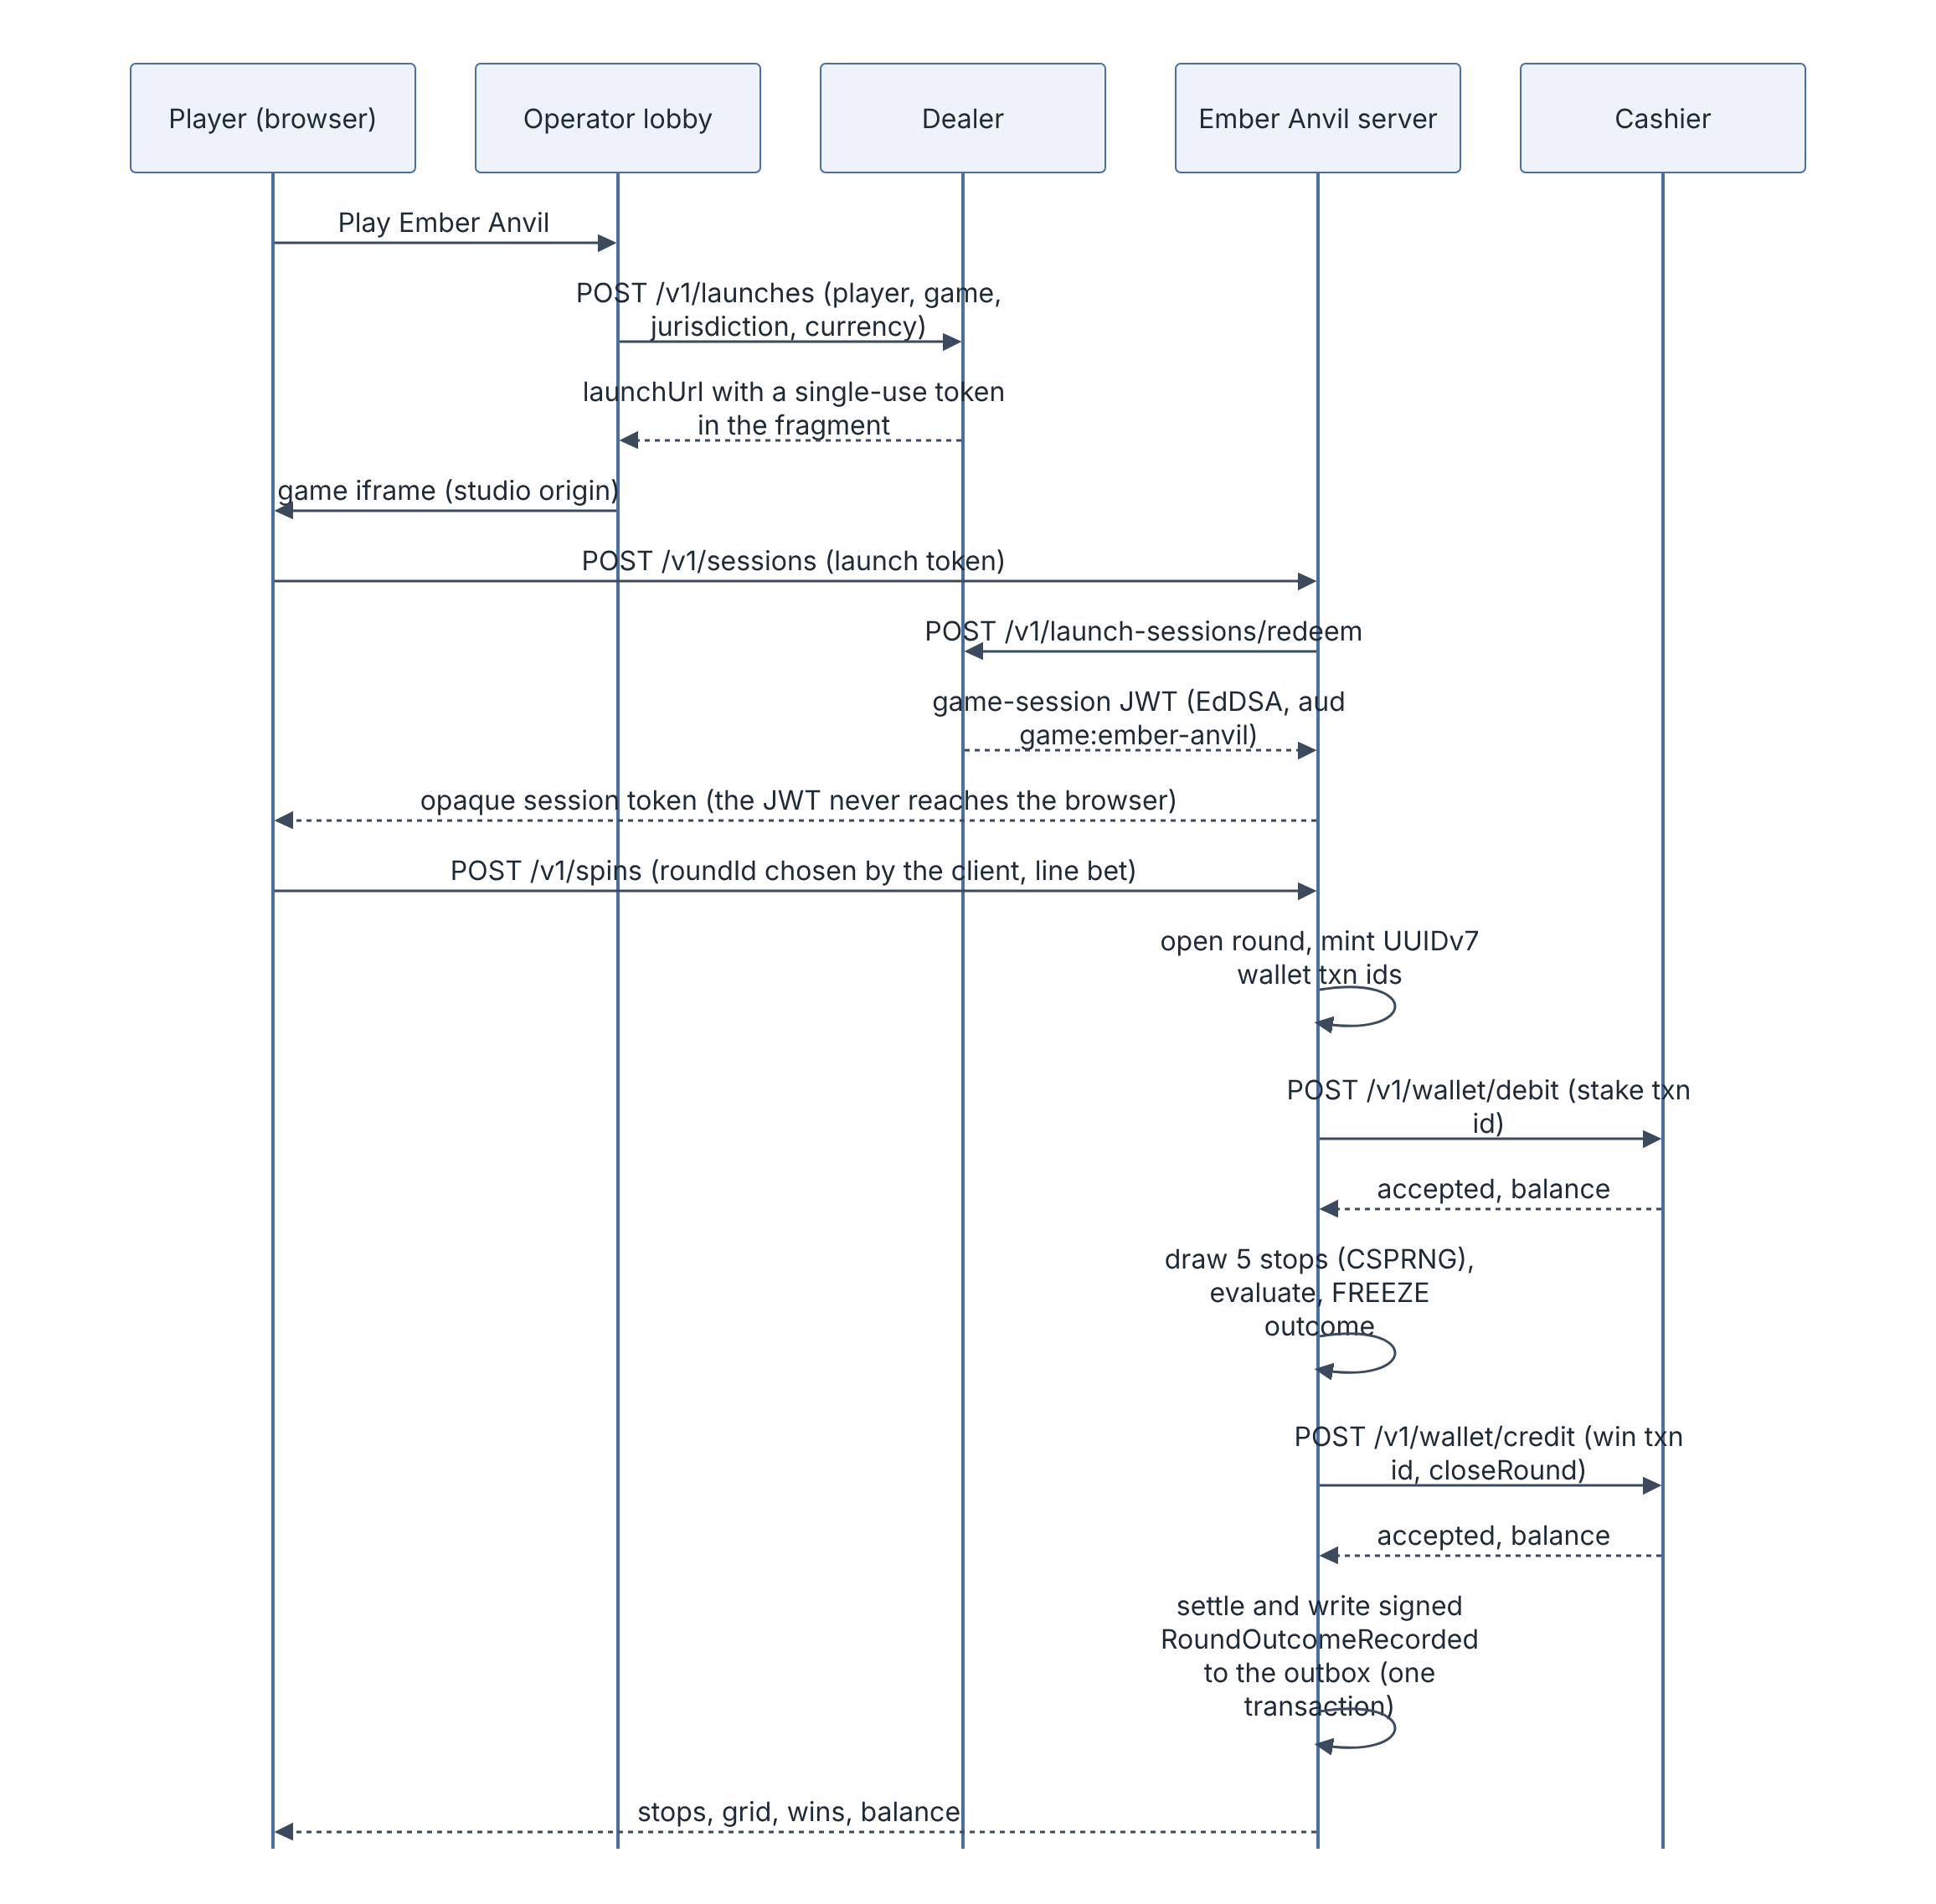 Player (browser)
Operator lobby
Dealer
Ember Anvil server
Cashier
Play Ember Anvil
POST /v1/launches (player, game,
jurisdiction, currency)
launchUrl with a single-use token
in the fragment
game iframe (studio origin)
POST /v1/sessions (launch token)
POST /v1/launch-sessions/redeem
game-session JWT (EdDSA, aud
game:ember-anvil)
opaque session token (the JWT never reaches the browser)
POST /v1/spins (roundId chosen by the client, line bet)
open round, mint UUIDv7
wallet txn ids
POST /v1/wallet/debit (stake txn
id)
accepted, balance
draw 5 stops (CSPRNG),
evaluate, FREEZE
outcome
POST /v1/wallet/credit (win txn
id, closeRound)
accepted, balance
settle and write signed
RoundOutcomeRecorded
to the outbox (one
transaction)
stops, grid, wins, balance